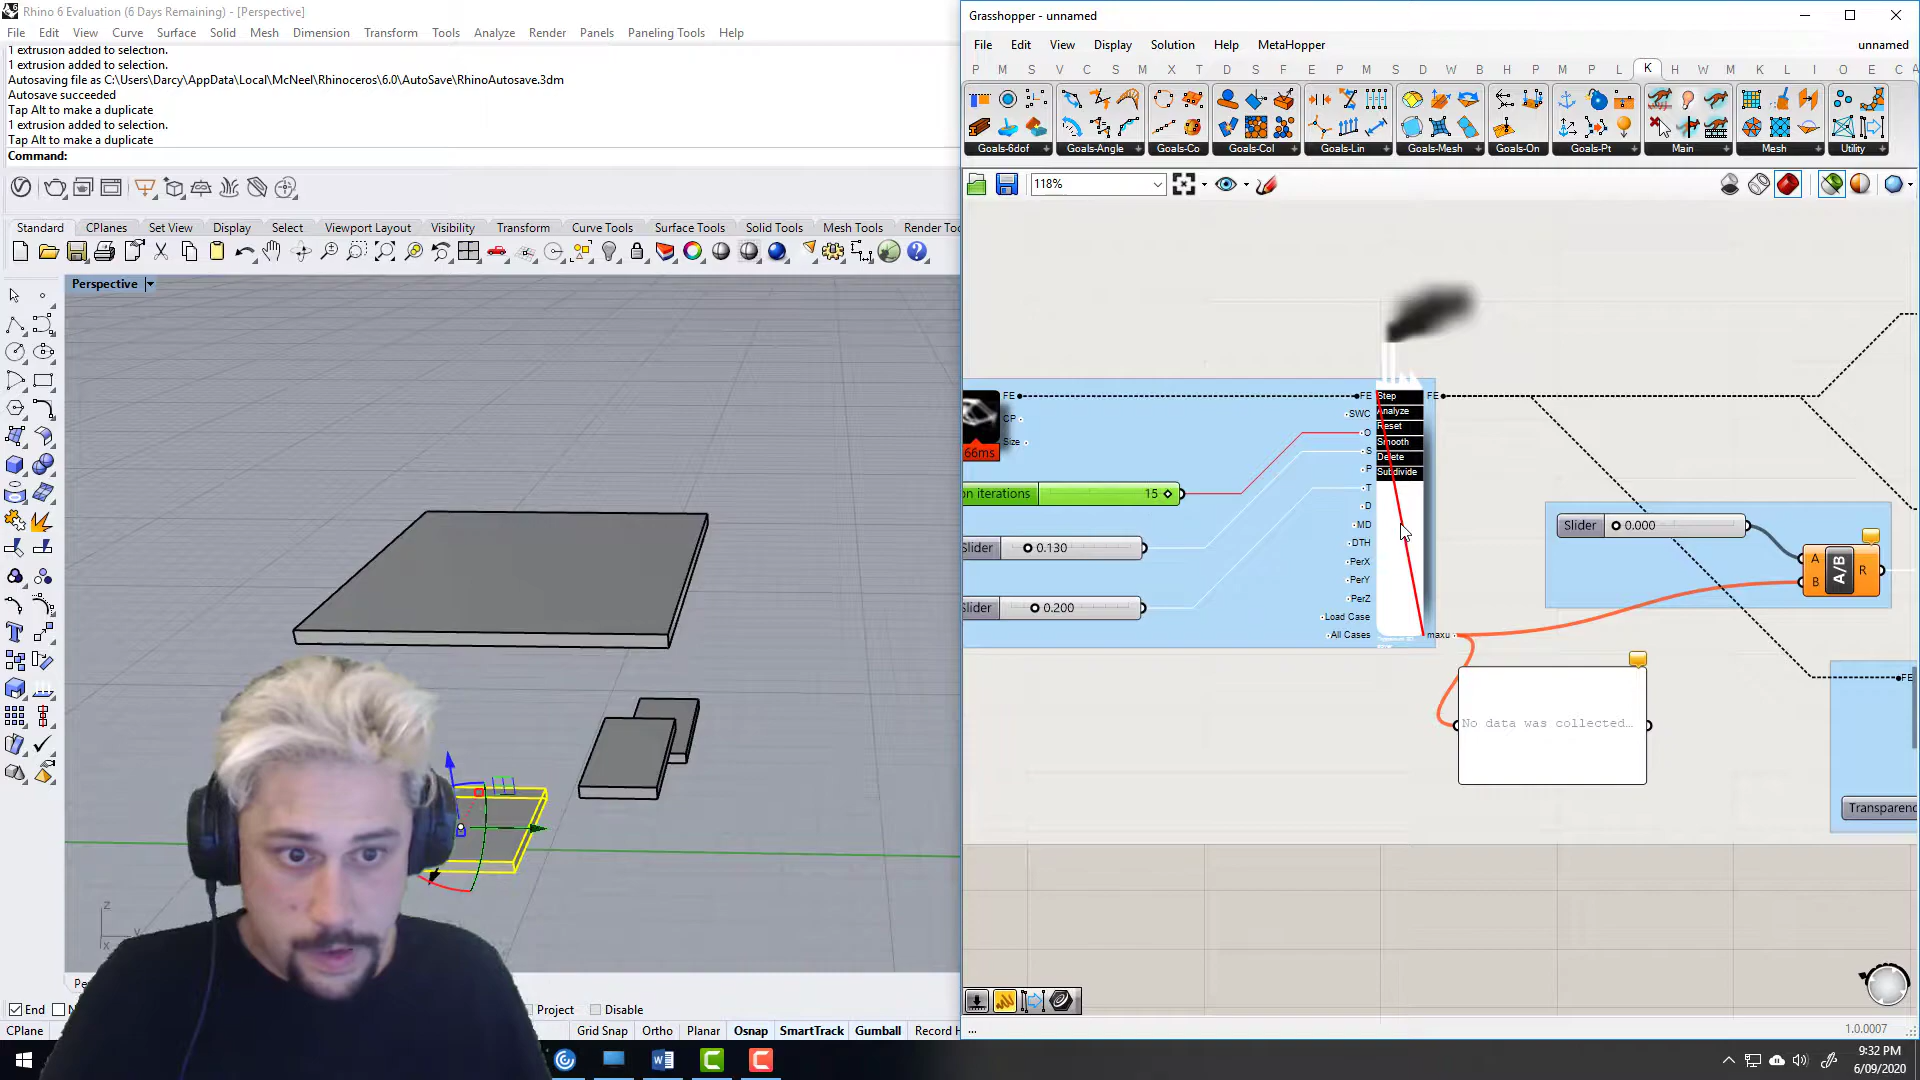 Rhino 6 Evaluation (6 Days Remaining) - [Perspective]
File Edit View Curve Surface Solid Mesh Dimension Transform Tools Analyze Render Panels Paneling Tools Help
1 extrusion added to selection.
1 extrusion added to selection.
Autosaving file as C:\Users\Darcy\AppData\Local\McNeel\Rhinoceros\6.0\AutoSave\RhinoAutosave.3dm
Autosave succeeded
Tap Alt to make a duplicate
1 extrusion added to selection.
Tap Alt to make a duplicate
Command:
Standard CPlanes Set View Display Select Viewport Layout Visibility Transform Curve Tools Surface Tools Solid Tools Mesh Tools Render Too
Perspective
z
x
Pe
End
Project Disable
CPlane
Grid Snap Ortho Planar Osnap SmartTrack Gumball Record H
Grasshopper - unnamed
File Edit View Display Solution Help MetaHopper unnamed
P M S V C S M X T D S I E P M S D W B P M P L K H W M K L I O E C
Goals-6dof Goals-Angle Goals-Co Goals-Col Goals-Lin Goals-Mesh Goals-On Goals-Pt Main Mesh Utility
118%
FE
CP
Size
66ms
on iterations 15
Slider 0.130
Slider 0.200
FE
SWC
O
S
P
T
D
MD
DTH
PerX
PerY
PerZ
Load Case
All Cases
Step
Analyze
Reset
Smooth
Delete
Subdivide
FE
maxu
Slider 0.000
A
B
A/B
R
No data was collected…
FE
Transparenc
...
1.0.0007
9:32 PM
6/09/2020